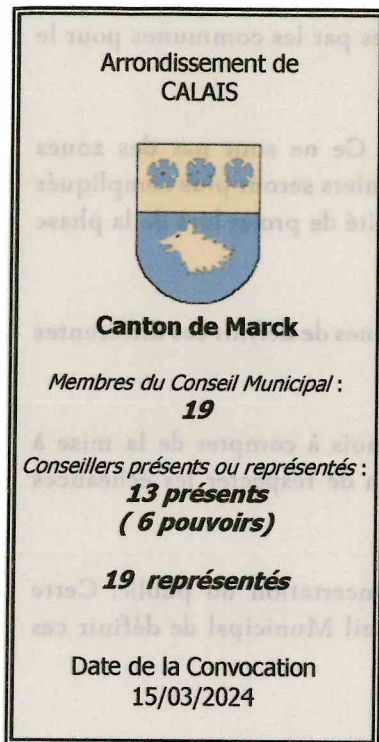 Arrondissement de
CALAIS
Canton de Marck
Membres du Conseil Municipal :
19
Conseillers présents ou représentés :
13 présents
( 6 pouvoirs)
19 représentés
Date de la Convocation
15/03/2024